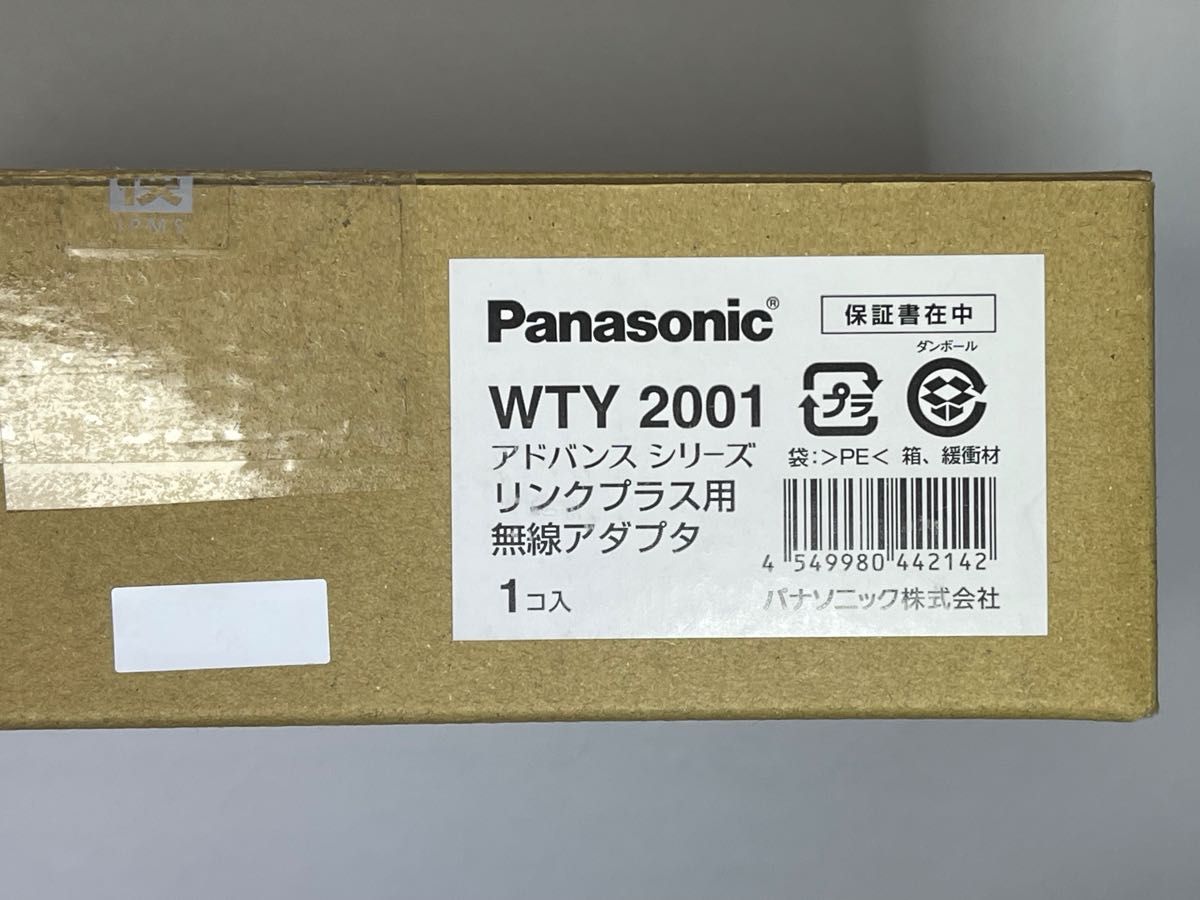 Panasonic®
保証書在中
WTY 2001
プラ
ダンボール
アドバンス シリーズ
袋:>PE< 箱、緩衝材
リンクプラス用
無線アダプタ
4 549980 442142
1コ入
パナソニック株式会社